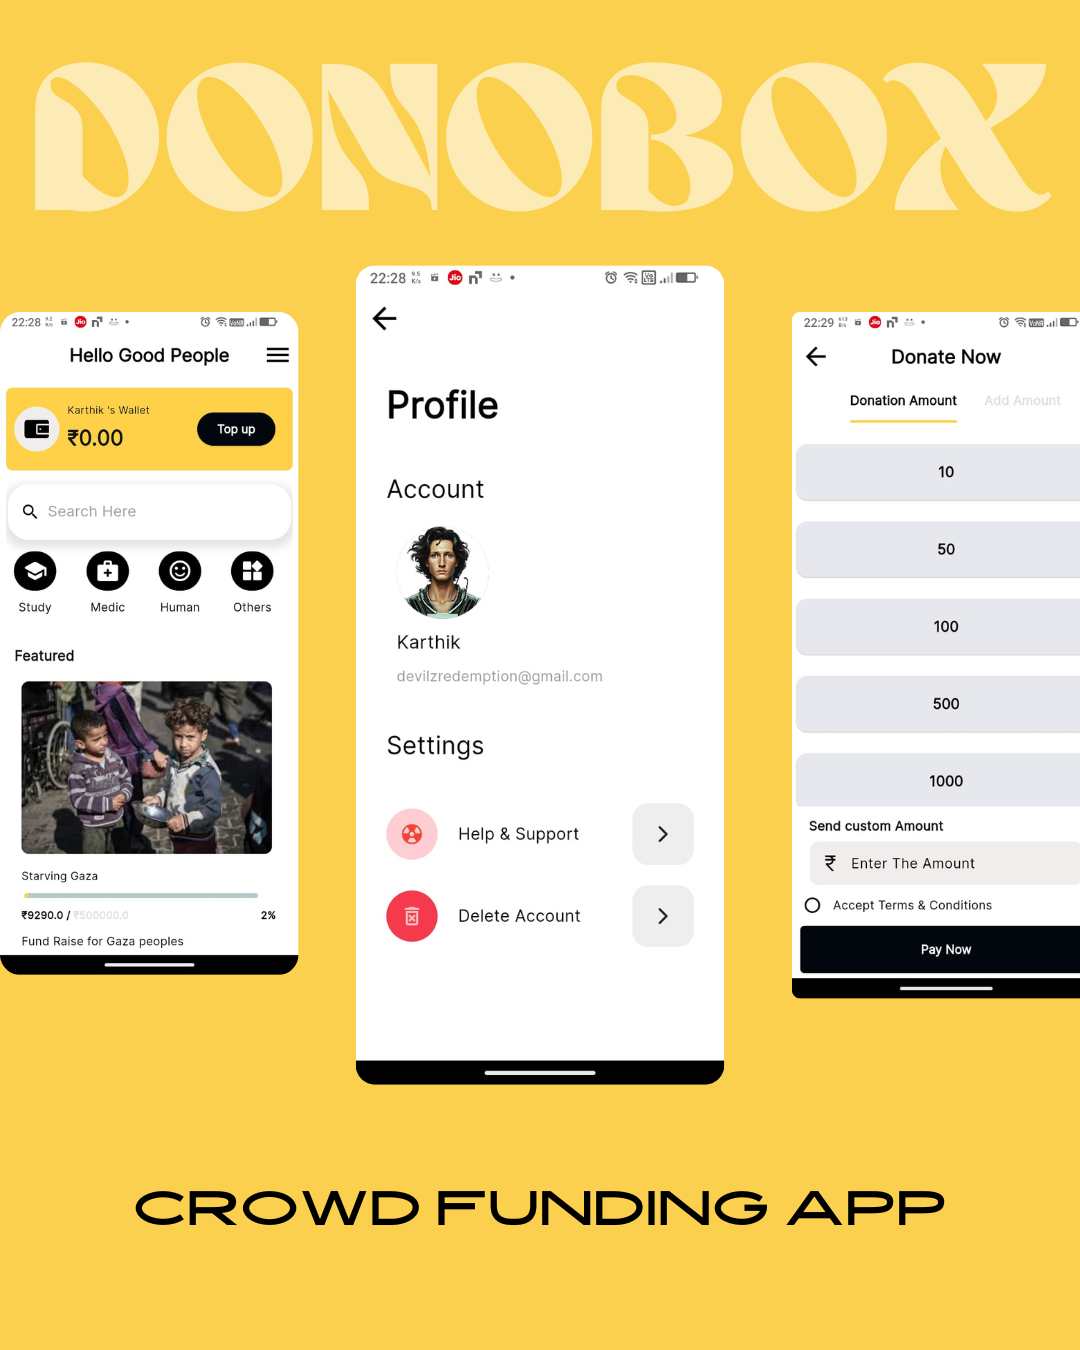 DONOBOX
22:28
Hello Good People
Karthik 's Wallet
₹0.00
Top up
Search Here
Study
Medic
Human
Others
Featured
Starving Gaza
₹9290.0 / ₹500000.0
2%
Fund Raise for Gaza peoples
22:28
Jio
Profile
Account
Karthik
devilzredemption@gmail.com
Settings
Help & Support
Delete Account
22:29
Donate Now
Donation Amount
Add Amount
10
50
100
500
1000
Send custom Amount
₹ Enter The Amount
Accept Terms & Conditions
Pay Now
CROWD FUNDING APP